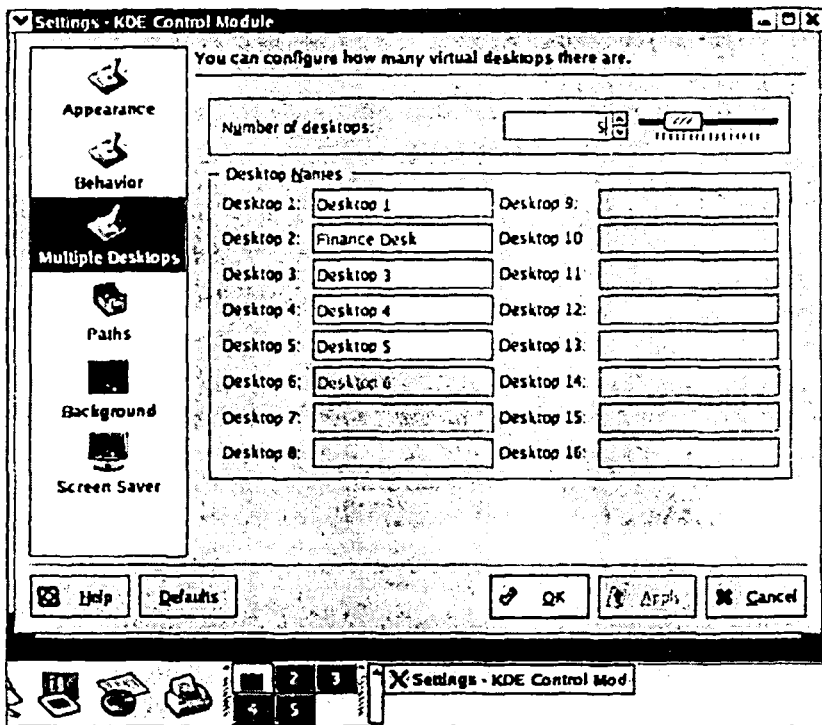 Settings - KDE Control Module
You can configure how many virtual desktops there are.
Appearance
Behavior
Multiple Desktops
Paths
Background
Screen Saver
Number of desktops: 5
Desktop Names
Desktop 1: Desktop 1 Desktop 9:
Desktop 2: Finance Desk Desktop 10
Desktop 3: Desktop 3 Desktop 11:
Desktop 4: Desktop 4 Desktop 12:
Desktop 5: Desktop 5 Desktop 13:
Desktop 6: Desktop 6 Desktop 14:
Desktop 7: Desktop 15:
Desktop 8: Desktop 16:
Help Defaults OK Apply Cancel
2 3 Settings - KDE Control Mod
4 5